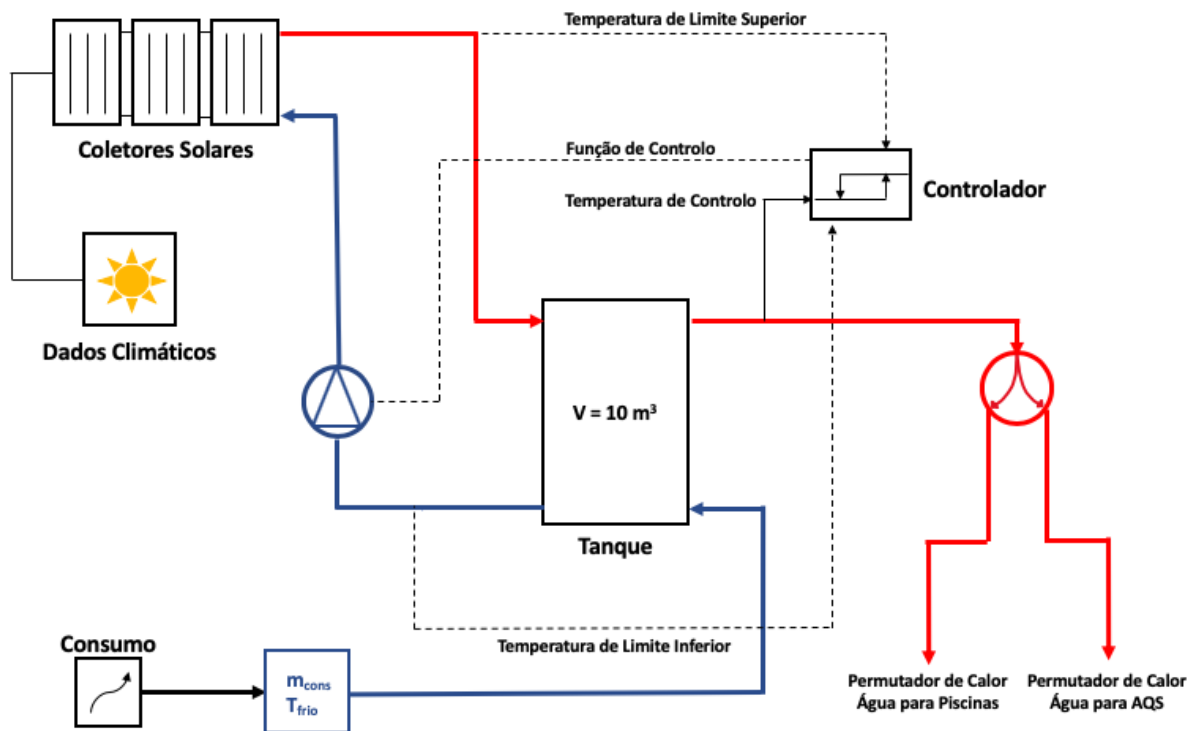 Temperatura de Limite Superior
Coletores Solares
Função de Controlo
Temperatura de Controlo
Controlador
Dados Climáticos
V = 10 m³
Tanque
Temperatura de Limite Inferior
Consumo
m_cons
T_frio
Permutador de Calor
Água para Piscinas
Permutador de Calor
Água para AQS